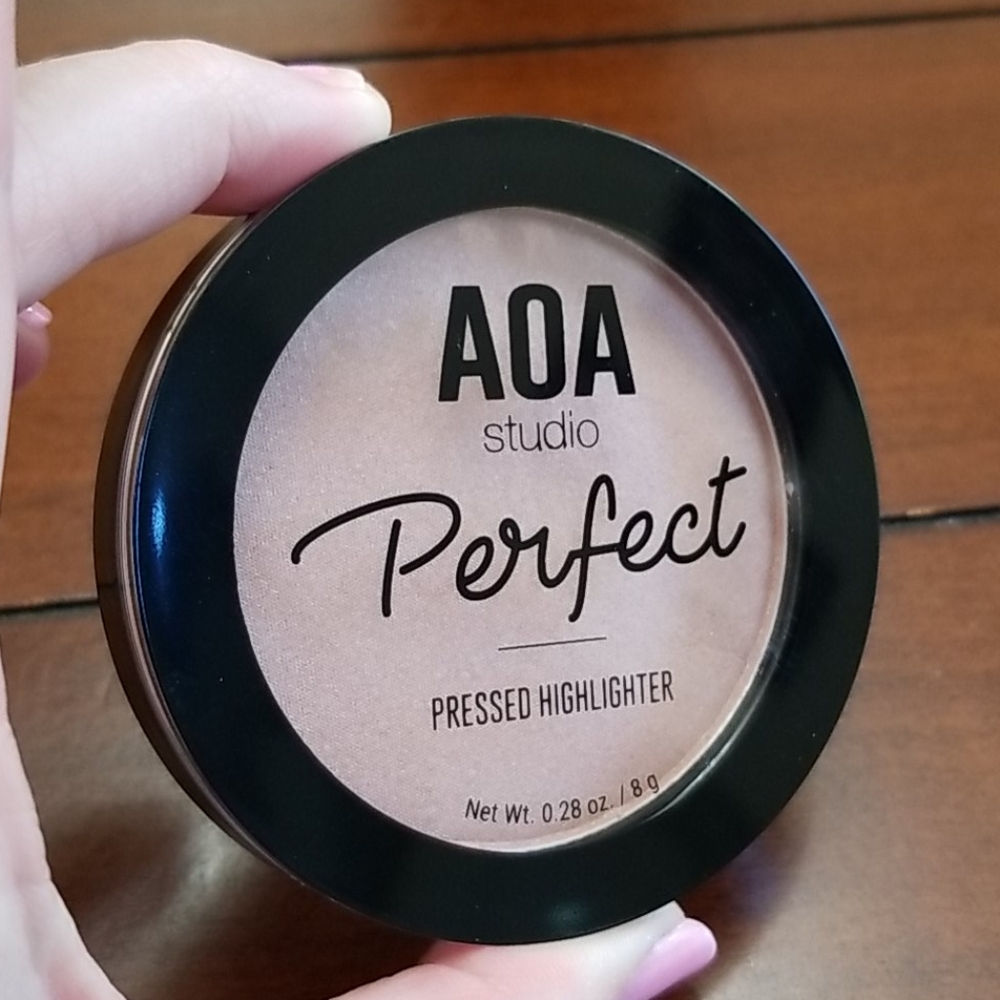 AOA
studio
Perfect
PRESSED HIGHLIGHTER
Net Wt. 0.28 oz. / 8 g